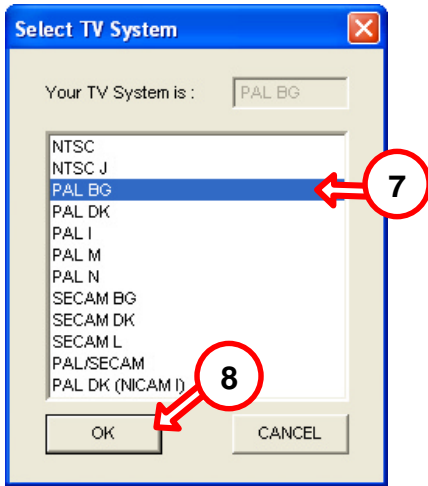 Select TV System
Your TV System is : PAL BG
NTSC
NTSC J
PAL BG
7
PAL DK
PAL I
PAL M
PAL N
SECAM BG
SECAM DK
SECAM L
PAL/SECAM
PAL DK (NICAM I)
8
OK CANCEL